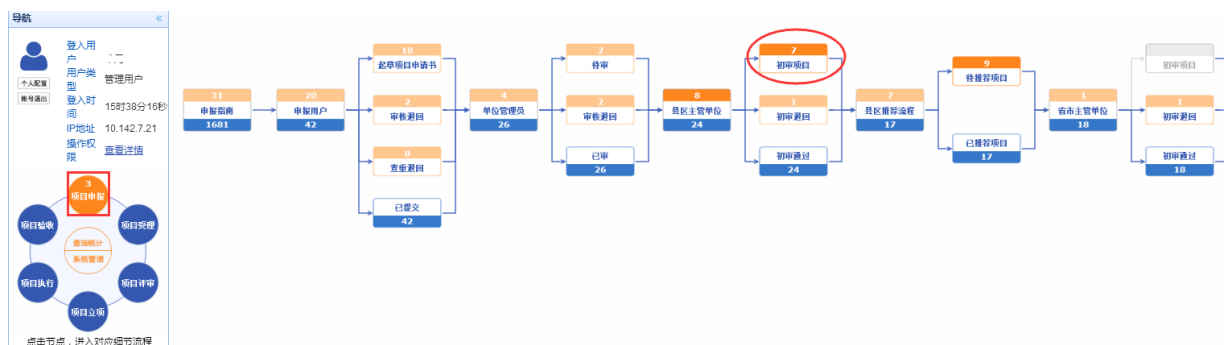 导航
«
登入用
户
个人配置
账号退出
用户类
型
管理用户
登入时
间
15时38分16秒
IP地址
10.142.7.21
操作权
限
查看详情
3
项目申报
项目验收
项目受理
查询统计
系统管理
项目执行
项目评审
项目立项
点击节点，进入对应细节流程
31
申报指南
1681
20
申报用户
42
10
起草项目申请书
2
审核退回
8
查重退回
已提交
42
4
单位管理员
26
2
待审
2
审核退回
已审
26
8
县区主管单位
24
7
初审项目
1
初审退回
初审通过
24
7
县区推荐流程
17
9
待推荐项目
已推荐项目
17
1
省市主管单位
18
初审项目
1
初审退回
初审通过
18